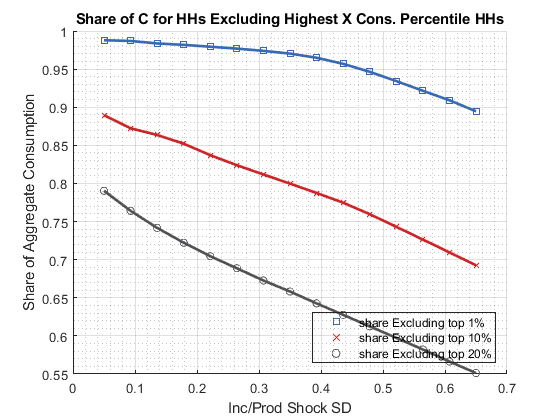 Share of C for HHs Excluding Highest X Cons. Percentile HHs
1
0.95
0.9
0.85
0.8
0.75
0.7
0.65
0.6
0.55
Share of Aggregate Consumption
share Excluding top 1%
share Excluding top 10%
share Excluding top 20%
0 0.1 0.2 0.3 0.4 0.5 0.6 0.7
Inc/Prod Shock SD